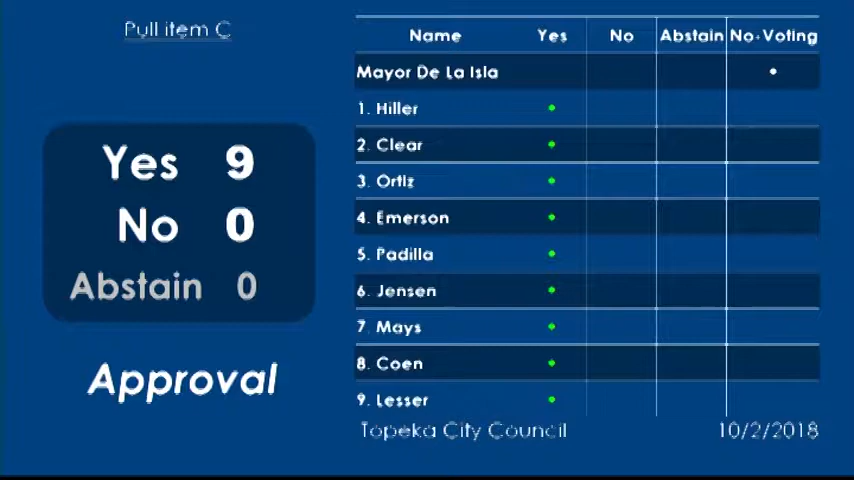 Pull item C
Yes 9
No 0
Abstain 0
Approval
Name Yes No Abstain No-Voting
Mayor De La Isla
1. Hiller
2. Clear
3. Ortiz
4. Emerson
5. Padilla
6. Jensen
7. Mays
8. Coen
9. Lesser
Topeka City Council 10/2/2018